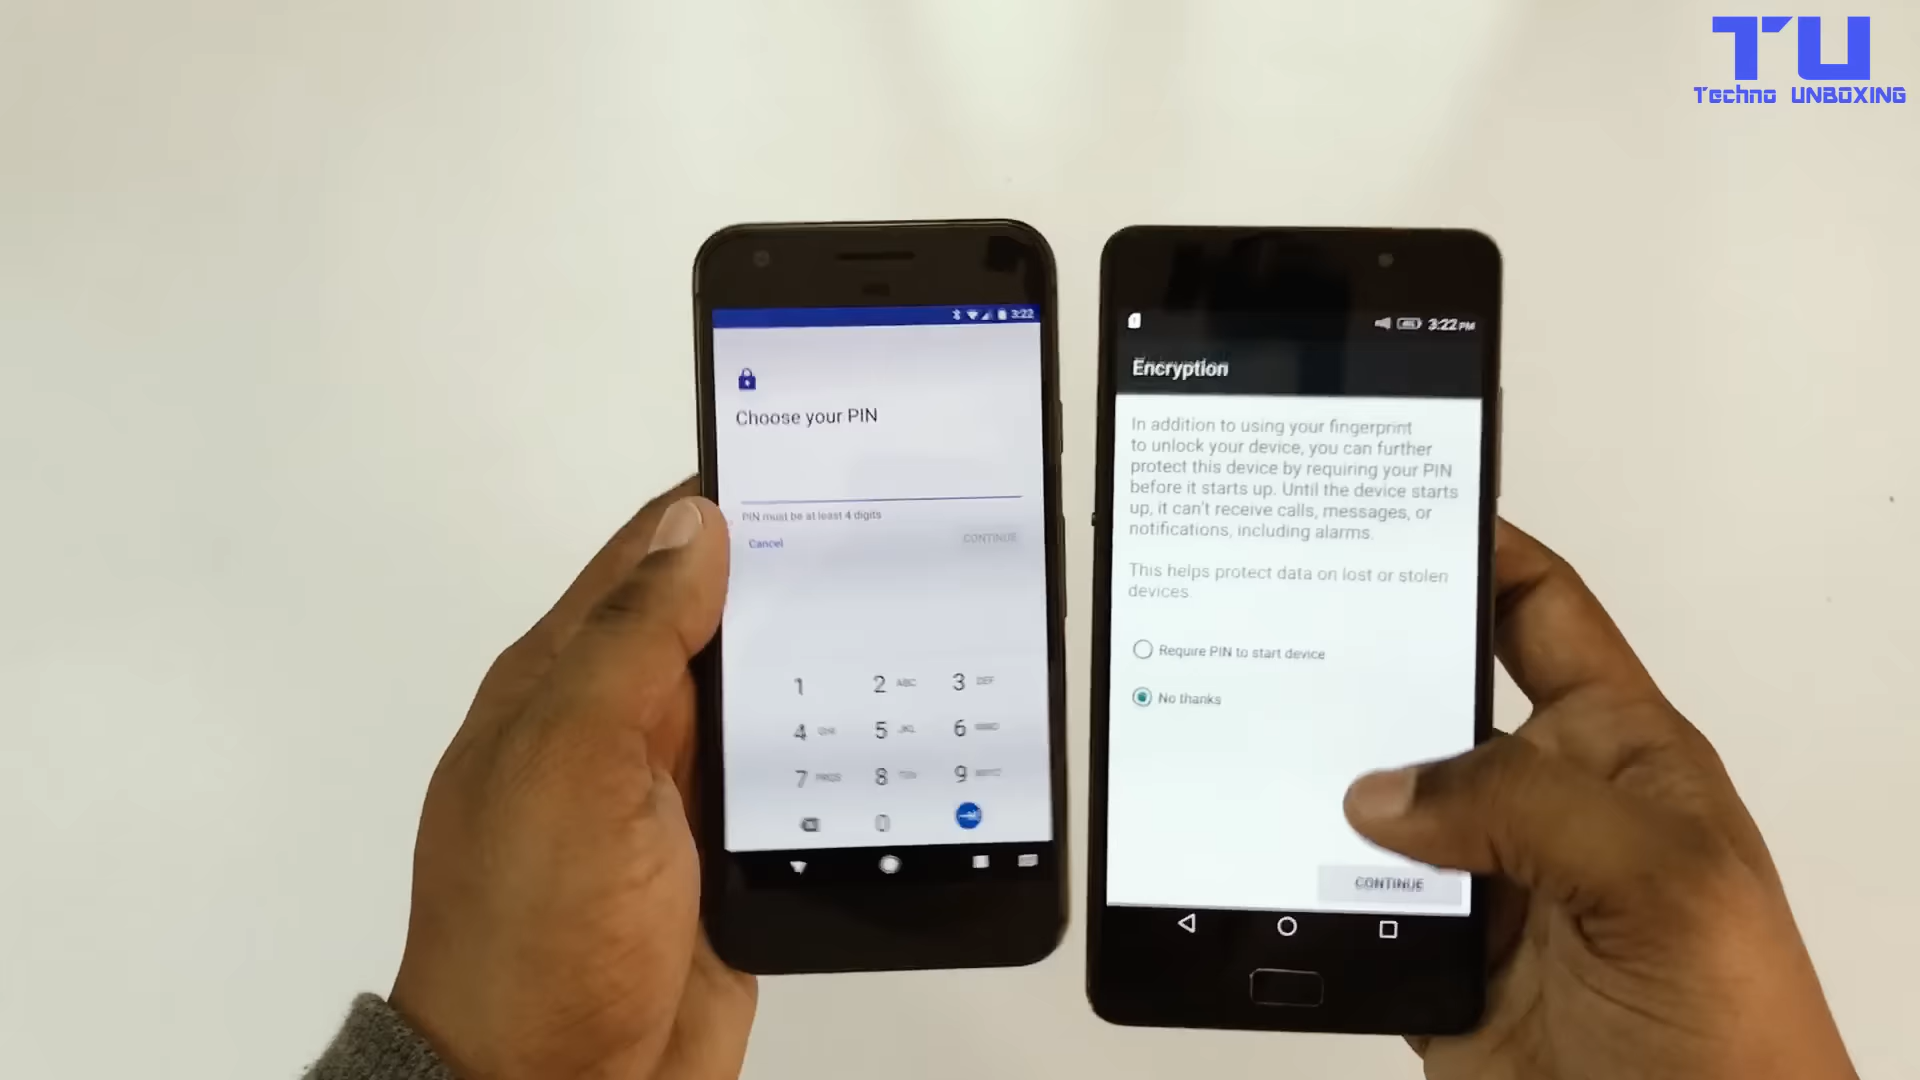 TU
Techno UNBOXING
3:22
Choose your PIN
PIN must be at least 4 digits
Cancel
CONTINUE
1
2 ABC
3 DEF
4
5 JKL
6
7 PRQS
8
9
0
3:22 PM
Encryption
In addition to using your fingerprint
to unlock your device, you can further
protect this device by requiring your PIN
before it starts up. Until the device starts
up, it can't receive calls, messages, or
notifications, including alarms.
This helps protect data on lost or stolen
devices.
Require PIN to start device
No thanks
CONTINUE